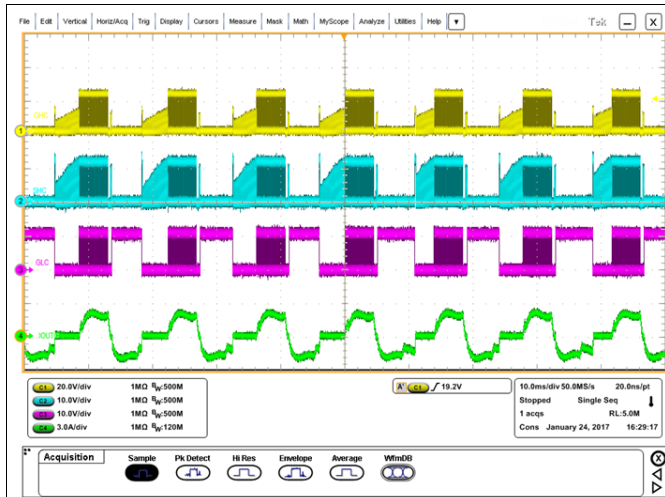 File Edit Vertical Horiz/Acq Trig Display Cursors Measure Mask Math MyScope Analyze Utilities Help Tek X
GHC
1
SHC
2
GLC
3
4
C1 20.0V/div 1MΩ BW:500M
C2 10.0V/div 1MΩ BW:500M
C3 10.0V/div 1MΩ BW:500M
C4 3.0A/div 1MΩ BW:120M
A' C1 19.2V
10.0ms/div 50.0MS/s 20.0ns/pt
Stopped Single Seq
1 acqs RL:5.0M
Cons January 24, 2017 16:29:17
Acquisition
Sample Pk Detect Hi Res Envelope Average WfmDB
X